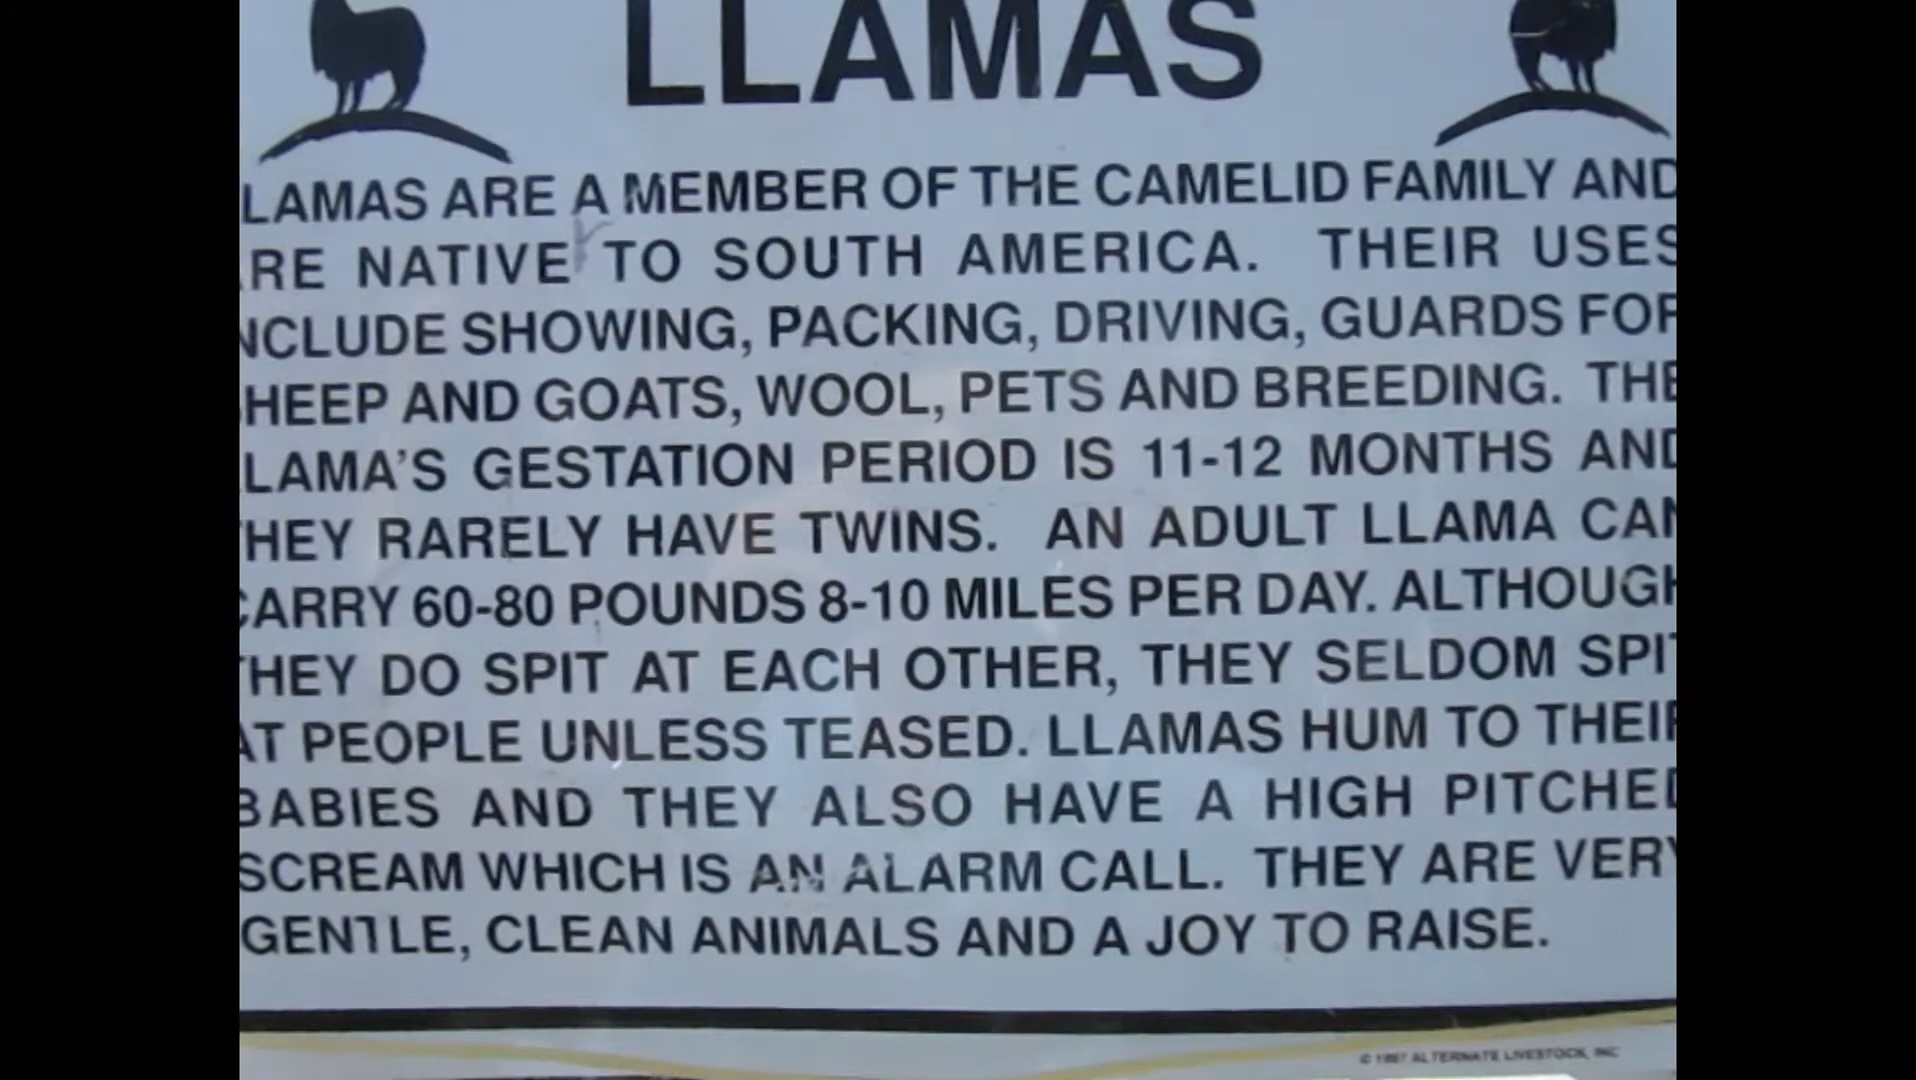 LLAMAS
LAMAS ARE A MEMBER OF THE CAMELID FAMILY AND
RE NATIVE TO SOUTH AMERICA. THEIR USES
NCLUDE SHOWING, PACKING, DRIVING, GUARDS FOR
HEEP AND GOATS, WOOL, PETS AND BREEDING. THE
LAMA'S GESTATION PERIOD IS 11-12 MONTHS AND
HEY RARELY HAVE TWINS. AN ADULT LLAMA CAN
CARRY 60-80 POUNDS 8-10 MILES PER DAY. ALTHOUGH
THEY DO SPIT AT EACH OTHER, THEY SELDOM SPIT
AT PEOPLE UNLESS TEASED. LLAMAS HUM TO THEIR
BABIES AND THEY ALSO HAVE A HIGH PITCHED
SCREAM WHICH IS AN ALARM CALL. THEY ARE VERY
GENTLE, CLEAN ANIMALS AND A JOY TO RAISE.
© 1997 ALTERNATE LIVESTOCK, INC